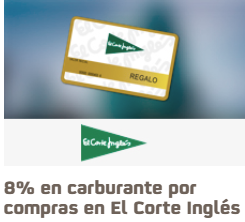 El Corte Inglés
REGALO
El Corte Inglés
8% en carburante por
compras en El Corte Inglés